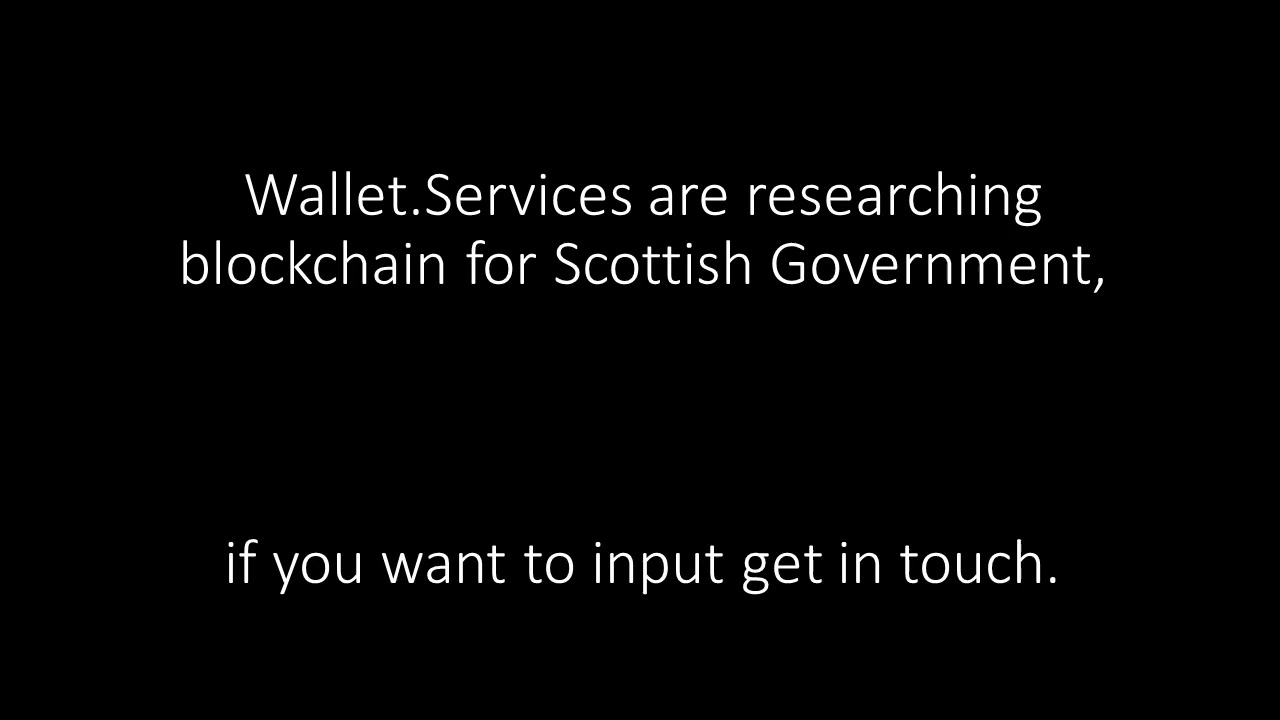 Wallet.Services are researching
blockchain for Scottish Government,
if you want to input get in touch.